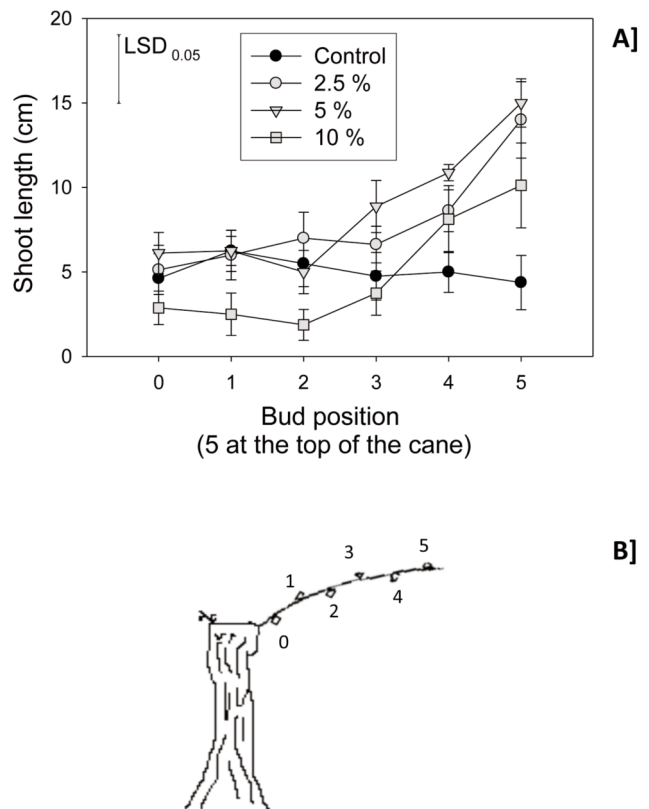 20
15
10
5
0
LSD 0.05
Control
2.5 %
5 %
10 %
A]
Shoot length (cm)
0 1 2 3 4 5
Bud position
(5 at the top of the cane)
B]
0
1
2
3
4
5